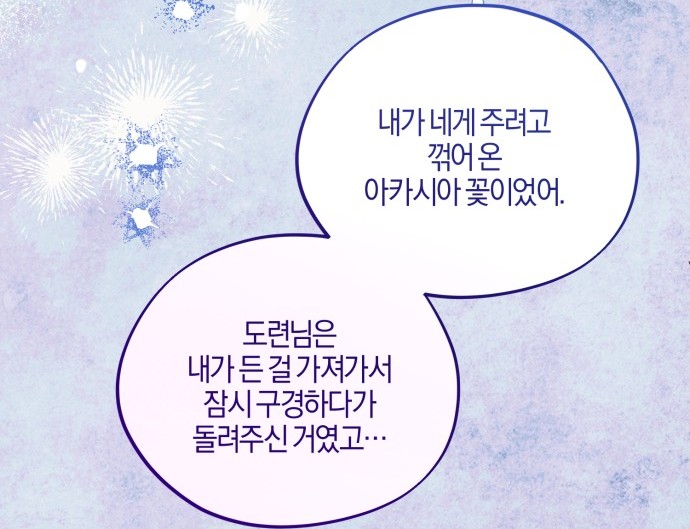 내가 네게 주려고
꺾어 온
아카시아 꽃이었어.
도련님은
내가 든 걸 가져가서
잠시 구경하다가
돌려주신 거였고…